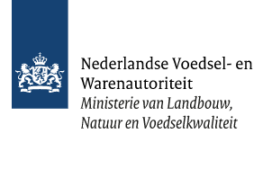 Nederlandse Voedsel- en
Warenautoriteit
Ministerie van Landbouw,
Natuur en Voedselkwaliteit